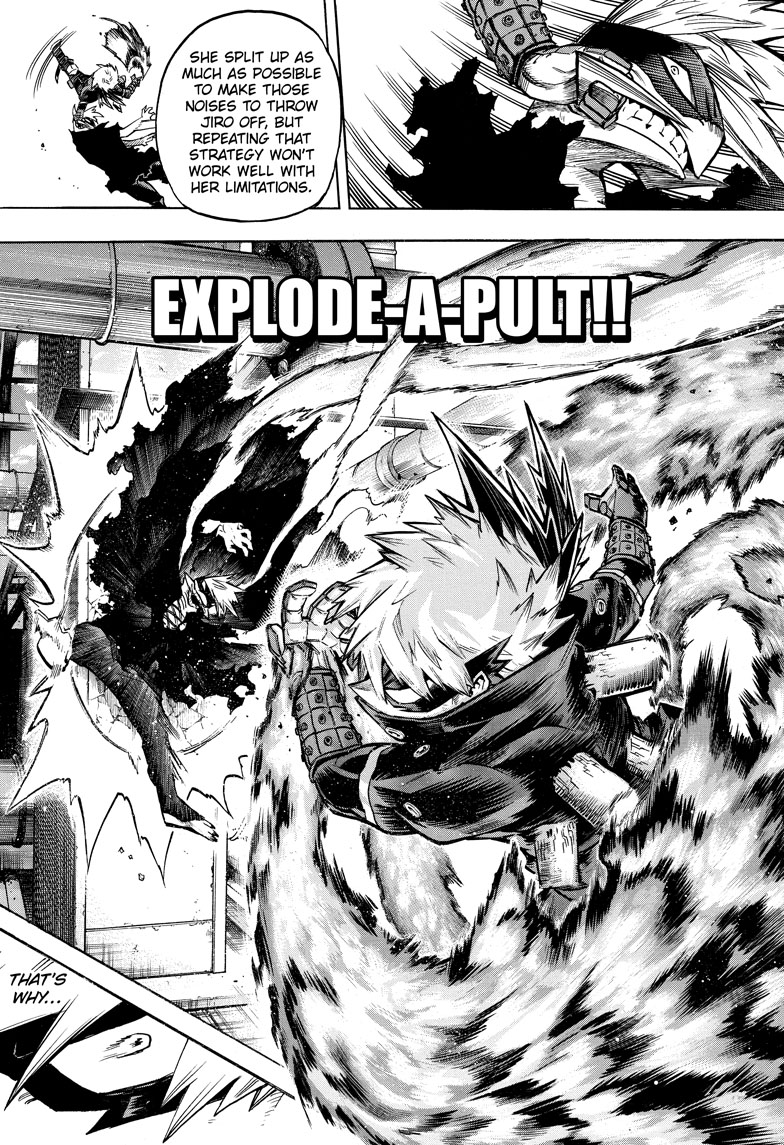 SHE SPLIT UP AS
MUCH AS POSSIBLE
TO MAKE THOSE
NOISES TO THROW
JIRO OFF, BUT
REPEATING THAT
STRATEGY WON'T
WORK WELL WITH
HER LIMITATIONS.
EXPLODE-A-PULT!!
THAT'S
WHY...